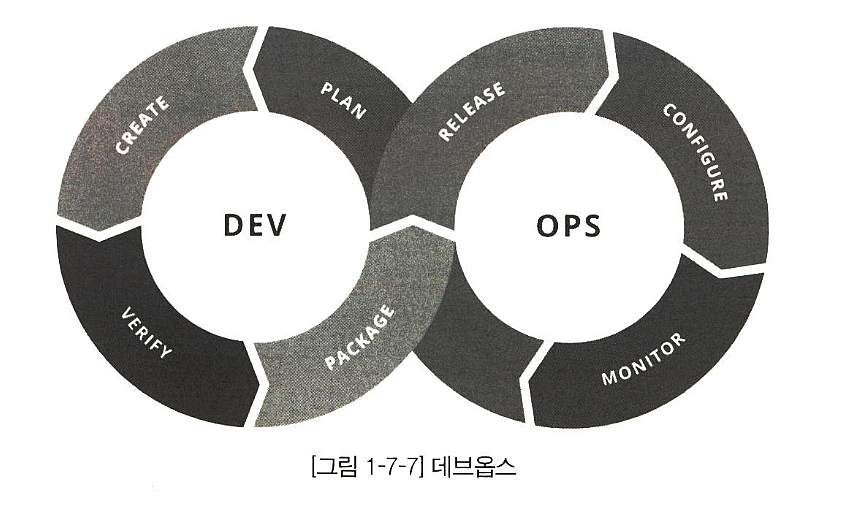 CREATE
PLAN
RELEASE
CONFIGURE
DEV
OPS
VERIFY
PACKAGE
MONITOR
[그림 1-7-7] 데브옵스